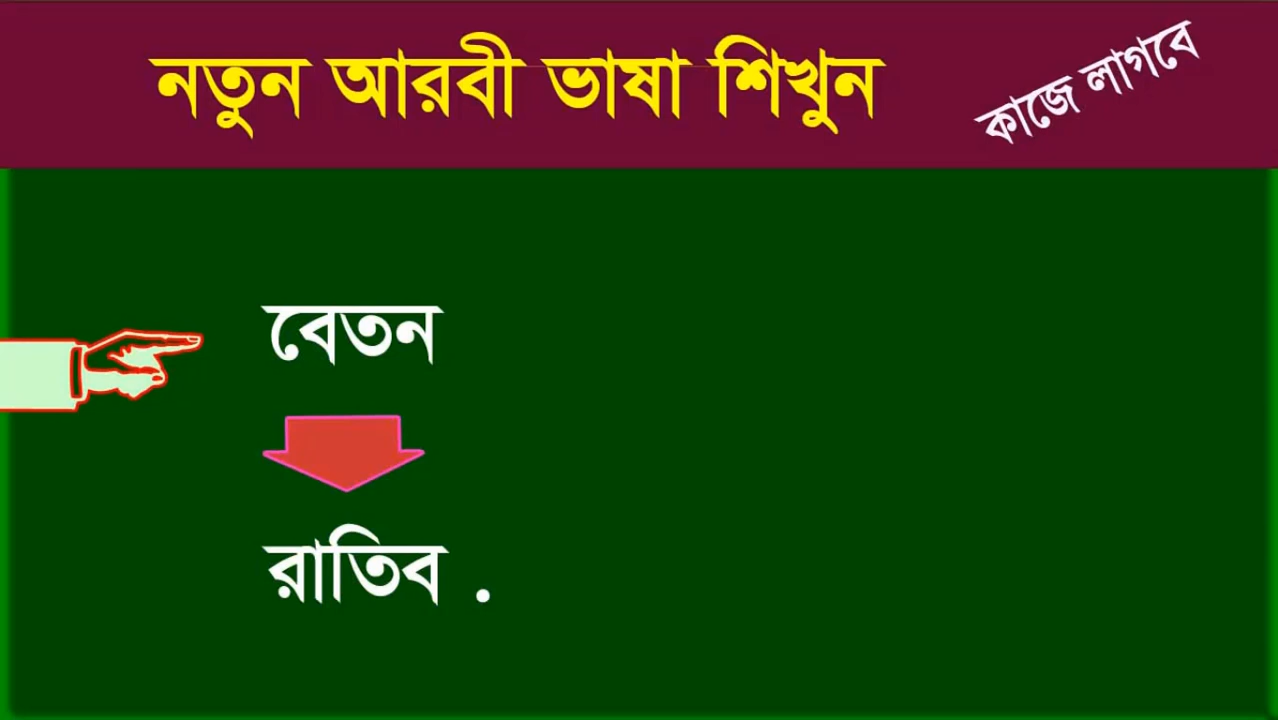 নতুন আরবী ভাষা শিখুন
কাজে লাগবে
বেতন
রাতিব .